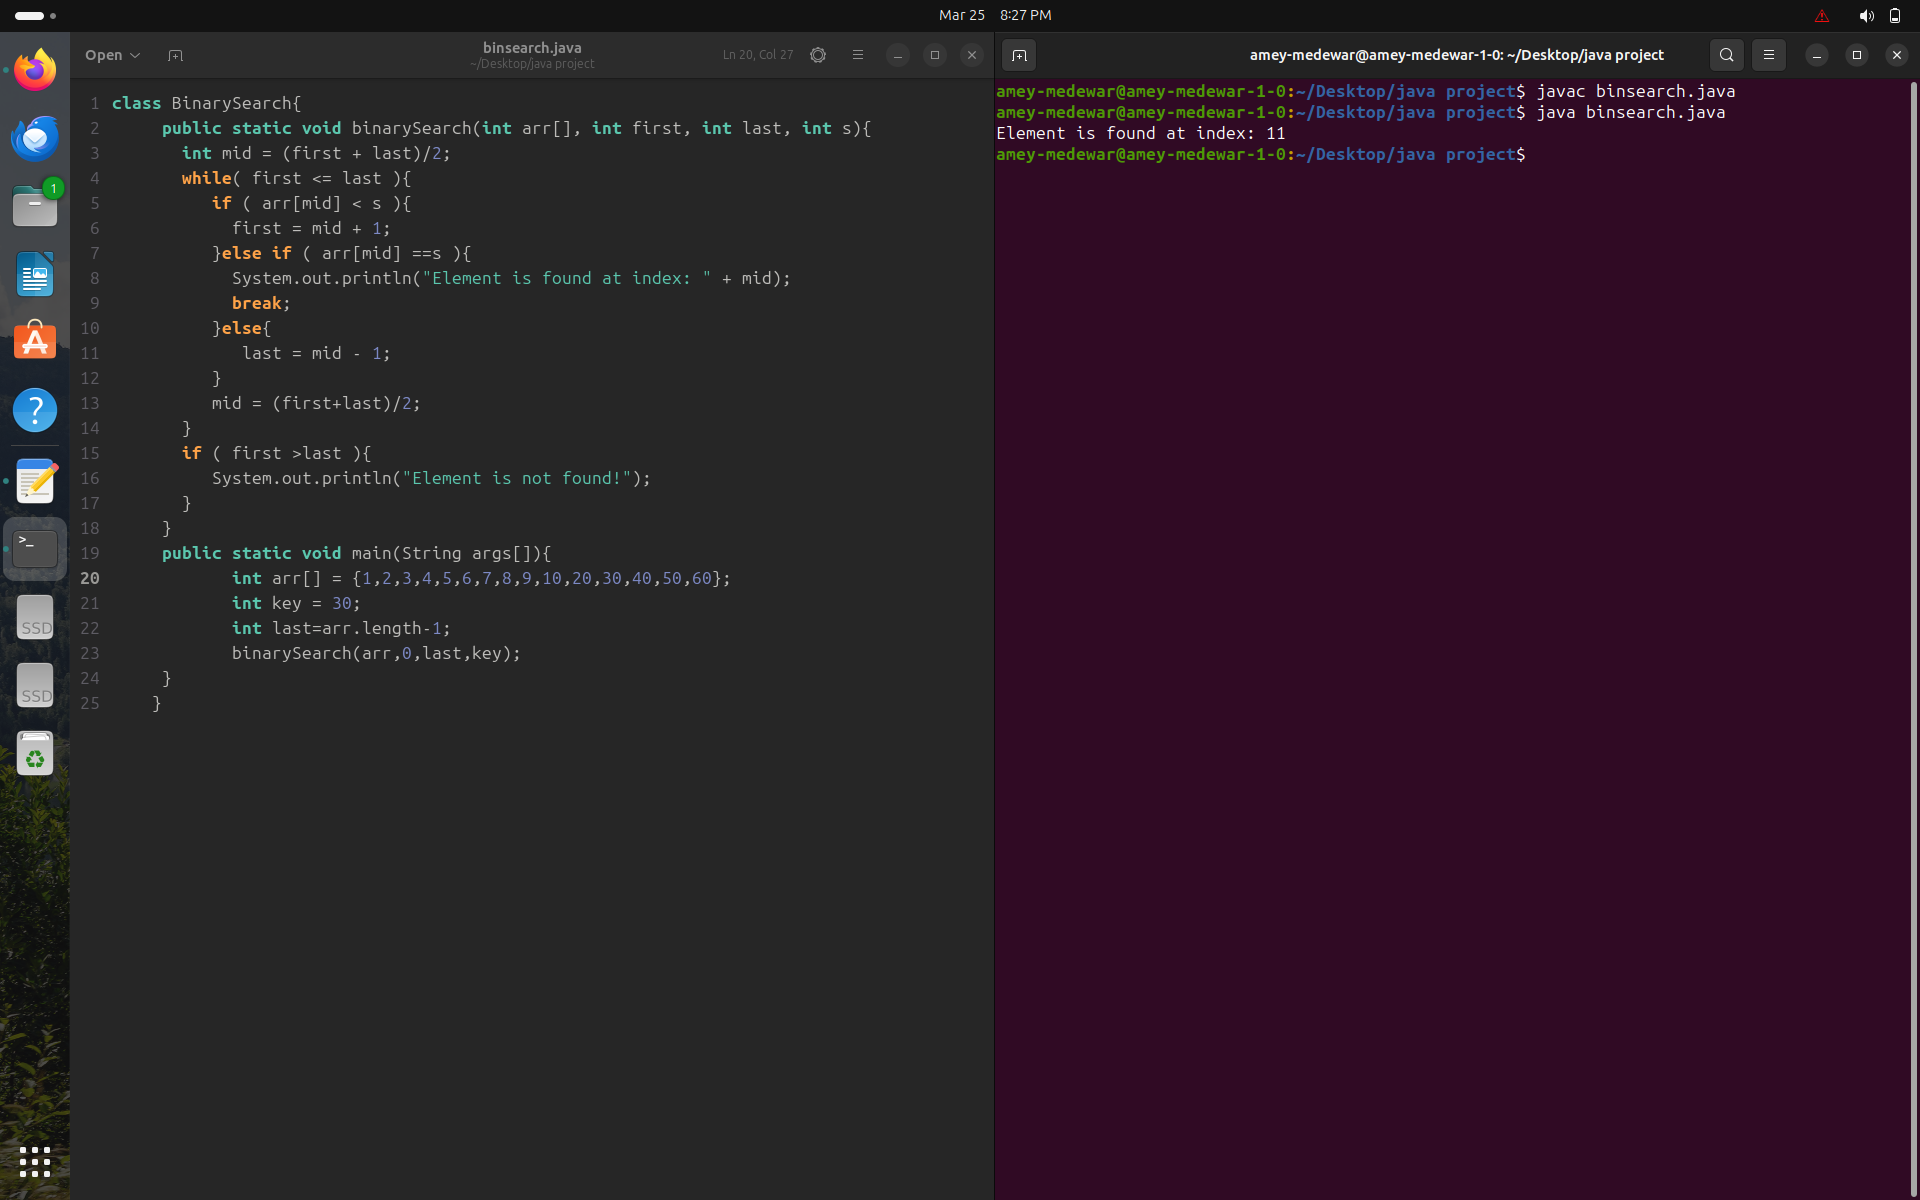 Mar 25 8:27 PM
Open
binsearch.java
~/Desktop/java project
Ln 20, Col 27
1 class BinarySearch{
2 public static void binarySearch(int arr[], int first, int last, int s){
3 int mid = (first + last)/2;
4 while( first <= last ){
5 if ( arr[mid] < s ){
6 first = mid + 1;
7 }else if ( arr[mid] ==s ){
8 System.out.println("Element is found at index: " + mid);
9 break;
10 }else{
11 last = mid - 1;
12 }
13 mid = (first+last)/2;
14 }
15 if ( first >last ){
16 System.out.println("Element is not found!");
17 }
18 }
19 public static void main(String args[]){
20 int arr[] = {1,2,3,4,5,6,7,8,9,10,20,30,40,50,60};
21 int key = 30;
22 int last=arr.length-1;
23 binarySearch(arr,0,last,key);
24 }
25 }
amey-medewar@amey-medewar-1-0: ~/Desktop/java project
amey-medewar@amey-medewar-1-0:~/Desktop/java project$ javac binsearch.java
amey-medewar@amey-medewar-1-0:~/Desktop/java project$ java binsearch.java
Element is found at index: 11
amey-medewar@amey-medewar-1-0:~/Desktop/java project$
1
A
?
>_
SSD
SSD